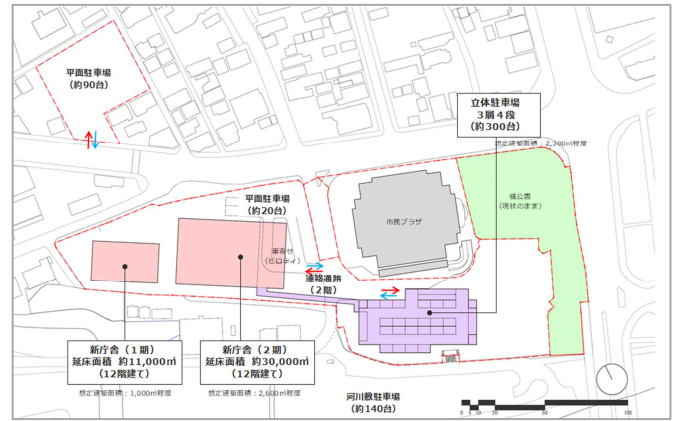 平面駐車場
(約90台)
立体駐車場
3層4段
(約300台)
想定建築面積:2,300㎡程度
橘公園
(現状のまま)
市民プラザ
平面駐車場
(約20台)
車寄せ
(ピロティ)
連絡通路
(2階)
新庁舎(1期)
延床面積 約11,000㎡
(12階建て)
想定建築面積:1,000㎡程度
新庁舎(2期)
延床面積 約30,000㎡
(12階建て)
想定建築面積:2,600㎡程度
河川敷駐車場
(約140台)
0 5 10 20 50 100